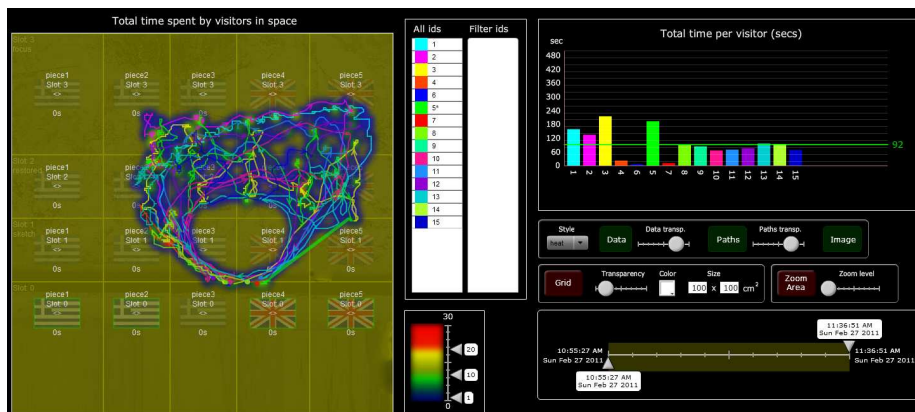 Total time spent by visitors in space
Slot: 3
focus
piece1 piece2 piece3 piece4 piece5
Slot: 3 Slot: 3 Slot: 3 Slot: 3 Slot: 3
<> <> <> <> <>
0s 0s 0s
Slot: 2
restored
piece1
Slot: 2
<>
0s
Slot: 1
sketch
piece1 piece2 piece3 piece4 piece5
Slot: 1 Slot: 1 Slot: 1 Slot: 1
<> <> <>
0s 0s 0s 0s 0s
Slot: 0
piece1 piece2 piece3 piece4 piece5
Slot: 0 Slot: 0 Slot: 0 Slot: 0 Slot: 0
<> <> <> <> <>
0s 0s 0s 0s 0s
All ids Filter ids
1
2
3
4
6
5*
7
8
9
10
11
12
13
14
15
30
20
10
1
0
Total time per visitor (secs)
sec
480
420
360
300
240
180
120
60
0
92
1 2 3 4 6 5 7 8 9 10 11 12 13 14 15
Style
heat
Data
Data transp.
Paths
Paths transp.
Image
Grid
Transparency
Color
Size
100 x 100 cm2
Zoom Area
Zoom level
11:36:51 AM
Sun Feb 27 2011
10:55:27 AM
Sun Feb 27 2011
11:36:51 AM
Sun Feb 27 2011
10:55:27 AM
Sun Feb 27 2011